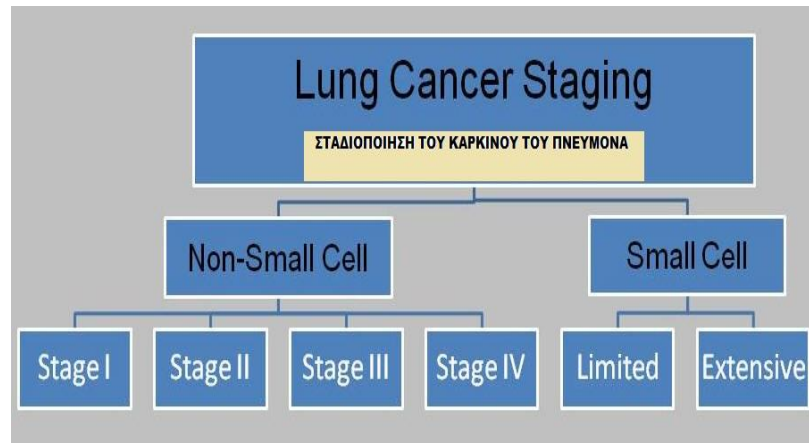 Lung Cancer Staging
ΣΤΑΔΙΟΠΟΙΗΣΗ ΤΟΥ ΚΑΡΚΙΝΟΥ ΤΟΥ ΠΝΕΥΜΟΝΑ
Non-Small Cell
Small Cell
Stage I
Stage II
Stage III
Stage IV
Limited
Extensive